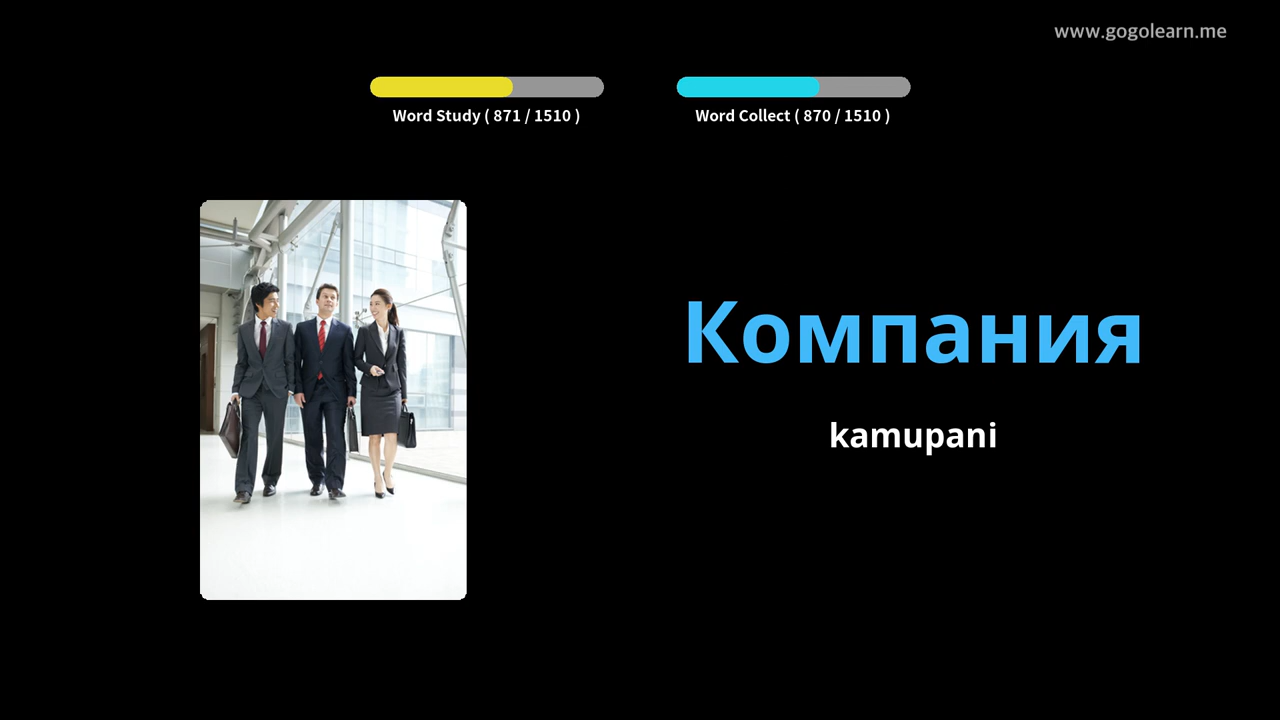 www.gogolearn.me
Word Study ( 871 / 1510 )
Word Collect ( 870 / 1510 )
Компания
kamupani